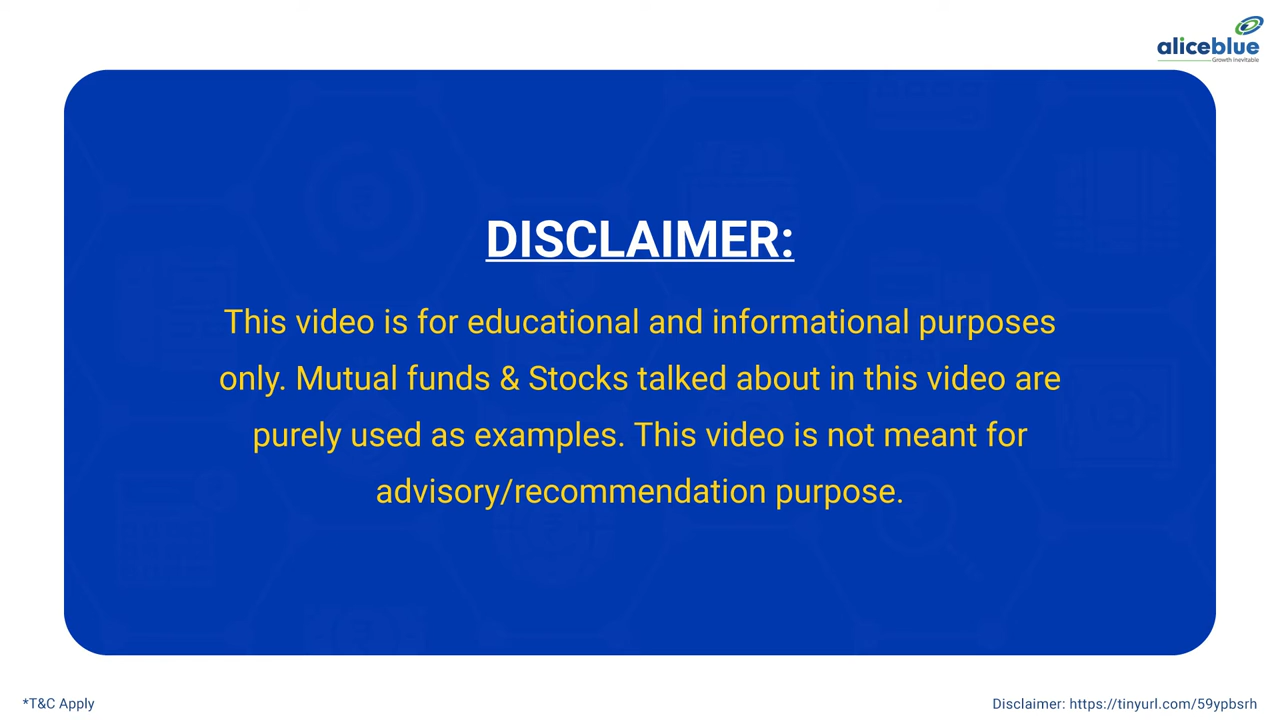 aliceblue
Growth inevitable
DISCLAIMER:
This video is for educational and informational purposes
only. Mutual funds & Stocks talked about in this video are
purely used as examples. This video is not meant for
advisory/recommendation purpose.
*T&C Apply
Disclaimer: https://tinyurl.com/59ypbsrh